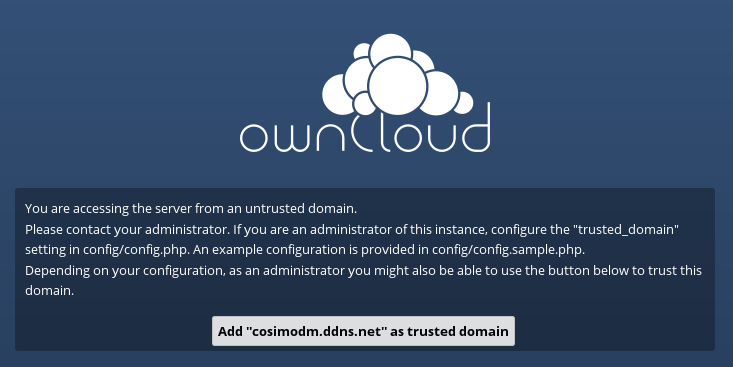 ownCloud
You are accessing the server from an untrusted domain.
Please contact your administrator. If you are an administrator of this instance, configure the "trusted_domain"
setting in config/config.php. An example configuration is provided in config/config.sample.php.
Depending on your configuration, as an administrator you might also be able to use the button below to trust this
domain.
Add "cosimodm.ddns.net" as trusted domain